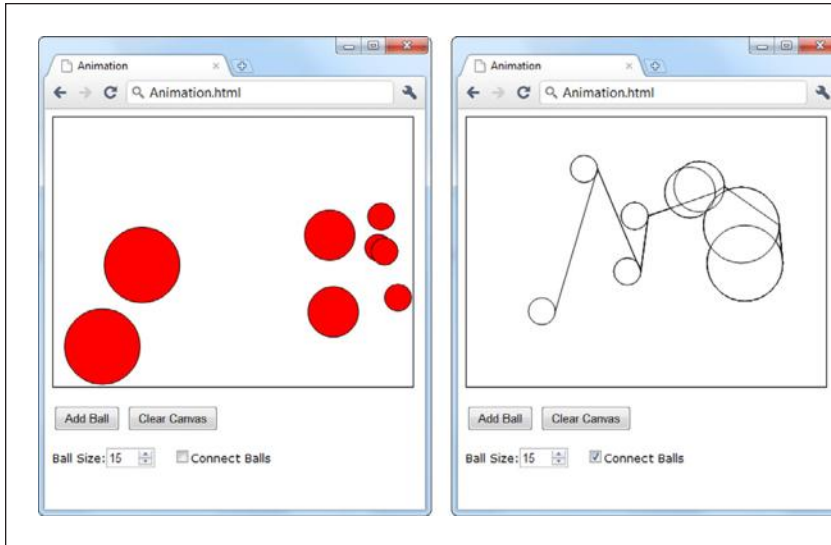 Animation
Animation.html
Add Ball Clear Canvas
Ball Size: 15 Connect Balls
Animation
Animation.html
Add Ball Clear Canvas
Ball Size: 15 Connect Balls